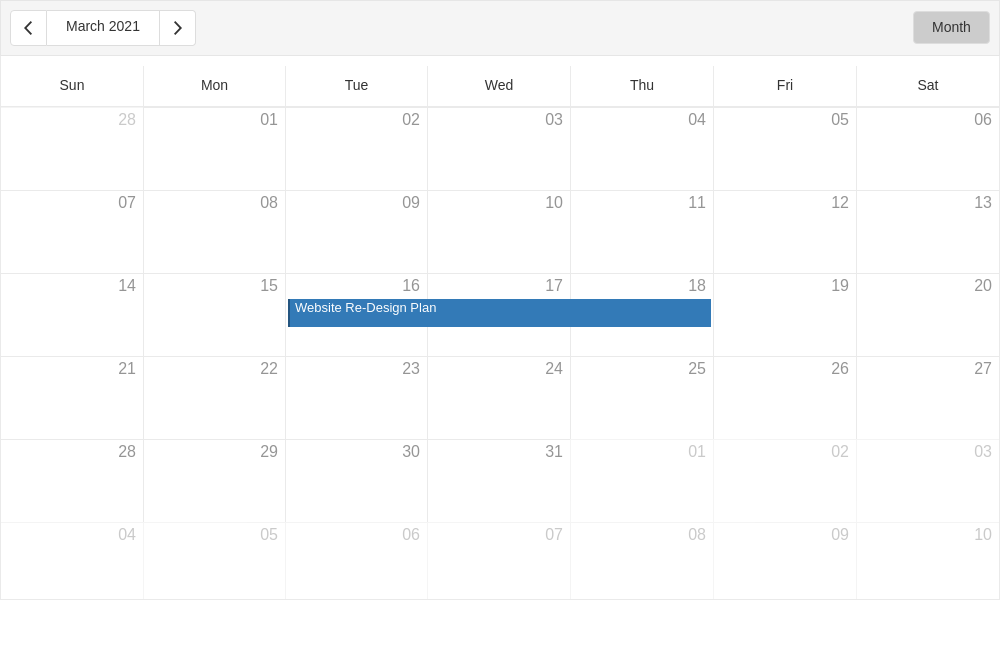 March 2021 Month
Sun Mon Tue Wed Thu Fri Sat
28 01 02 03 04 05 06
07 08 09 10 11 12 13
14 15 16 17 18 19 20
Website Re-Design Plan
21 22 23 24 25 26 27
28 29 30 31 01 02 03
04 05 06 07 08 09 10